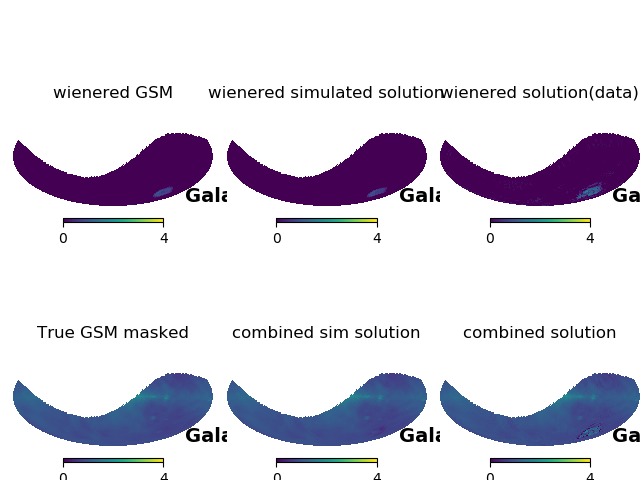 wienered GSM wienered simulated solution wienered solution(data)
Gala Gala Ga
0 4 0 4 0 4
True GSM masked combined sim solution combined solution
Gala Gala Ga
0 4 0 4 0 4